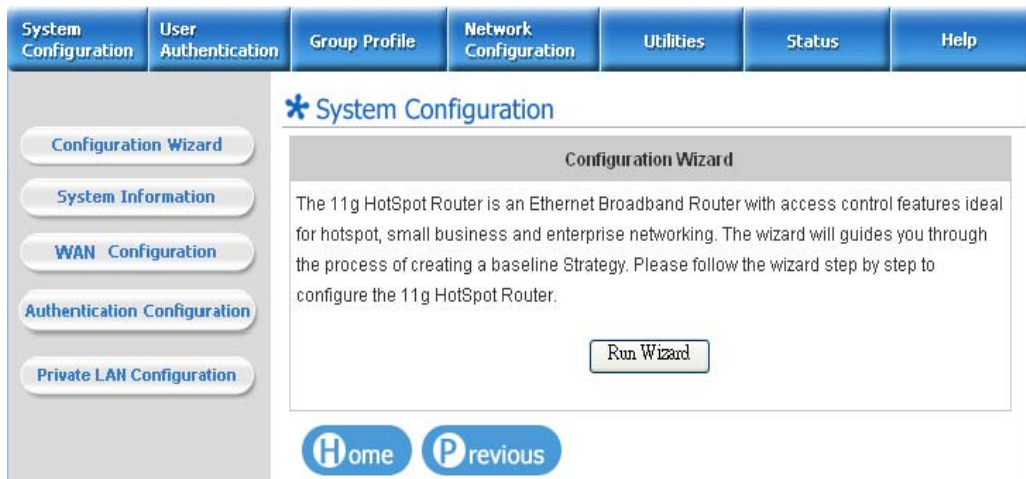 System Configuration
User Authentication
Group Profile
Network Configuration
Utilities
Status
Help
Configuration Wizard
System Information
WAN Configuration
Authentication Configuration
Private LAN Configuration
System Configuration
Configuration Wizard
The 11g HotSpot Router is an Ethernet Broadband Router with access control features ideal
for hotspot, small business and enterprise networking. The wizard will guides you through
the process of creating a baseline Strategy. Please follow the wizard step by step to
configure the 11g HotSpot Router.
Run Wizard
Home
Previous